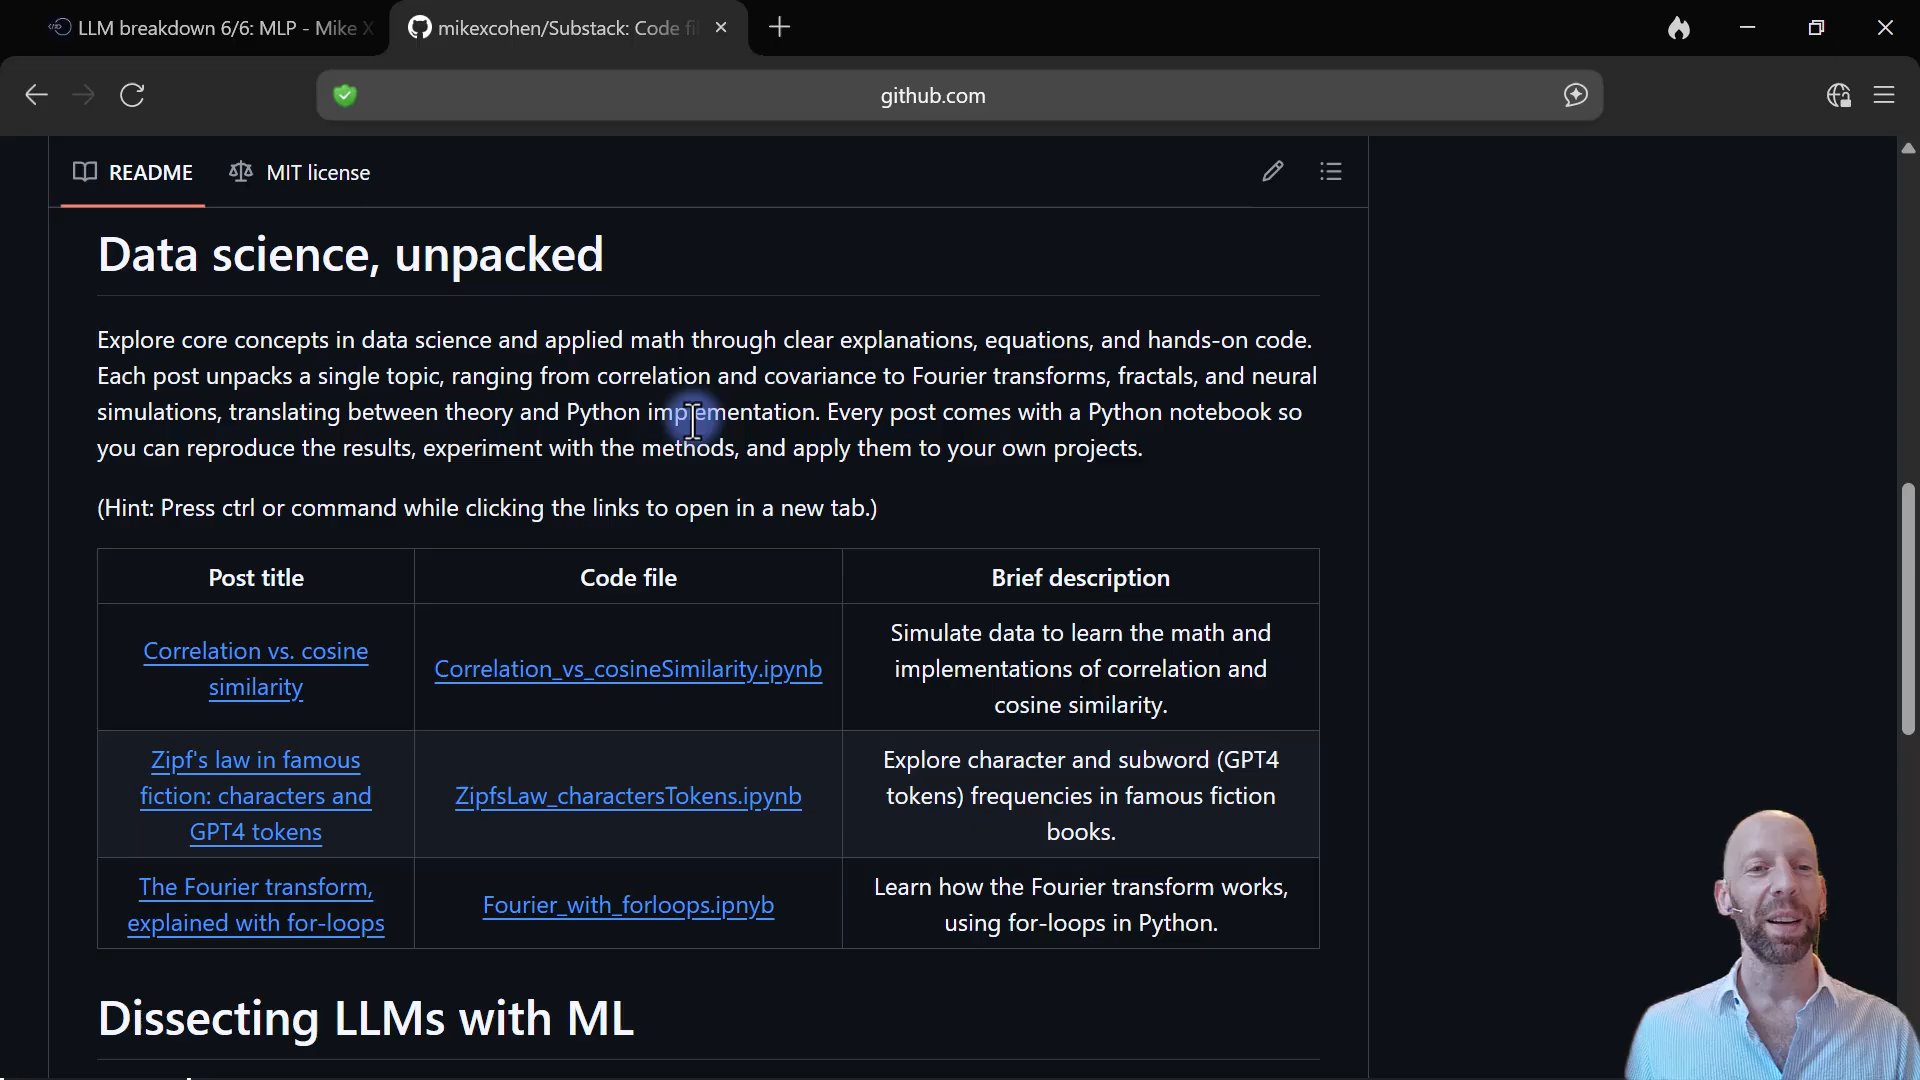 LLM breakdown 6/6: MLP - Mike X
mikexcohen/Substack: Code fi
github.com
README
MIT license
Data science, unpacked
Explore core concepts in data science and applied math through clear explanations, equations, and hands-on code.
Each post unpacks a single topic, ranging from correlation and covariance to Fourier transforms, fractals, and neural
simulations, translating between theory and Python implementation. Every post comes with a Python notebook so
you can reproduce the results, experiment with the methods, and apply them to your own projects.
(Hint: Press ctrl or command while clicking the links to open in a new tab.)
Post title
Code file
Brief description
Correlation vs. cosine
similarity
Correlation_vs_cosineSimilarity.ipynb
Simulate data to learn the math and
implementations of correlation and
cosine similarity.
Zipf's law in famous
fiction: characters and
GPT4 tokens
ZipfsLaw_charactersTokens.ipynb
Explore character and subword (GPT4
tokens) frequencies in famous fiction
books.
The Fourier transform,
explained with for-loops
Fourier_with_forloops.ipnyb
Learn how the Fourier transform works,
using for-loops in Python.
Dissecting LLMs with ML